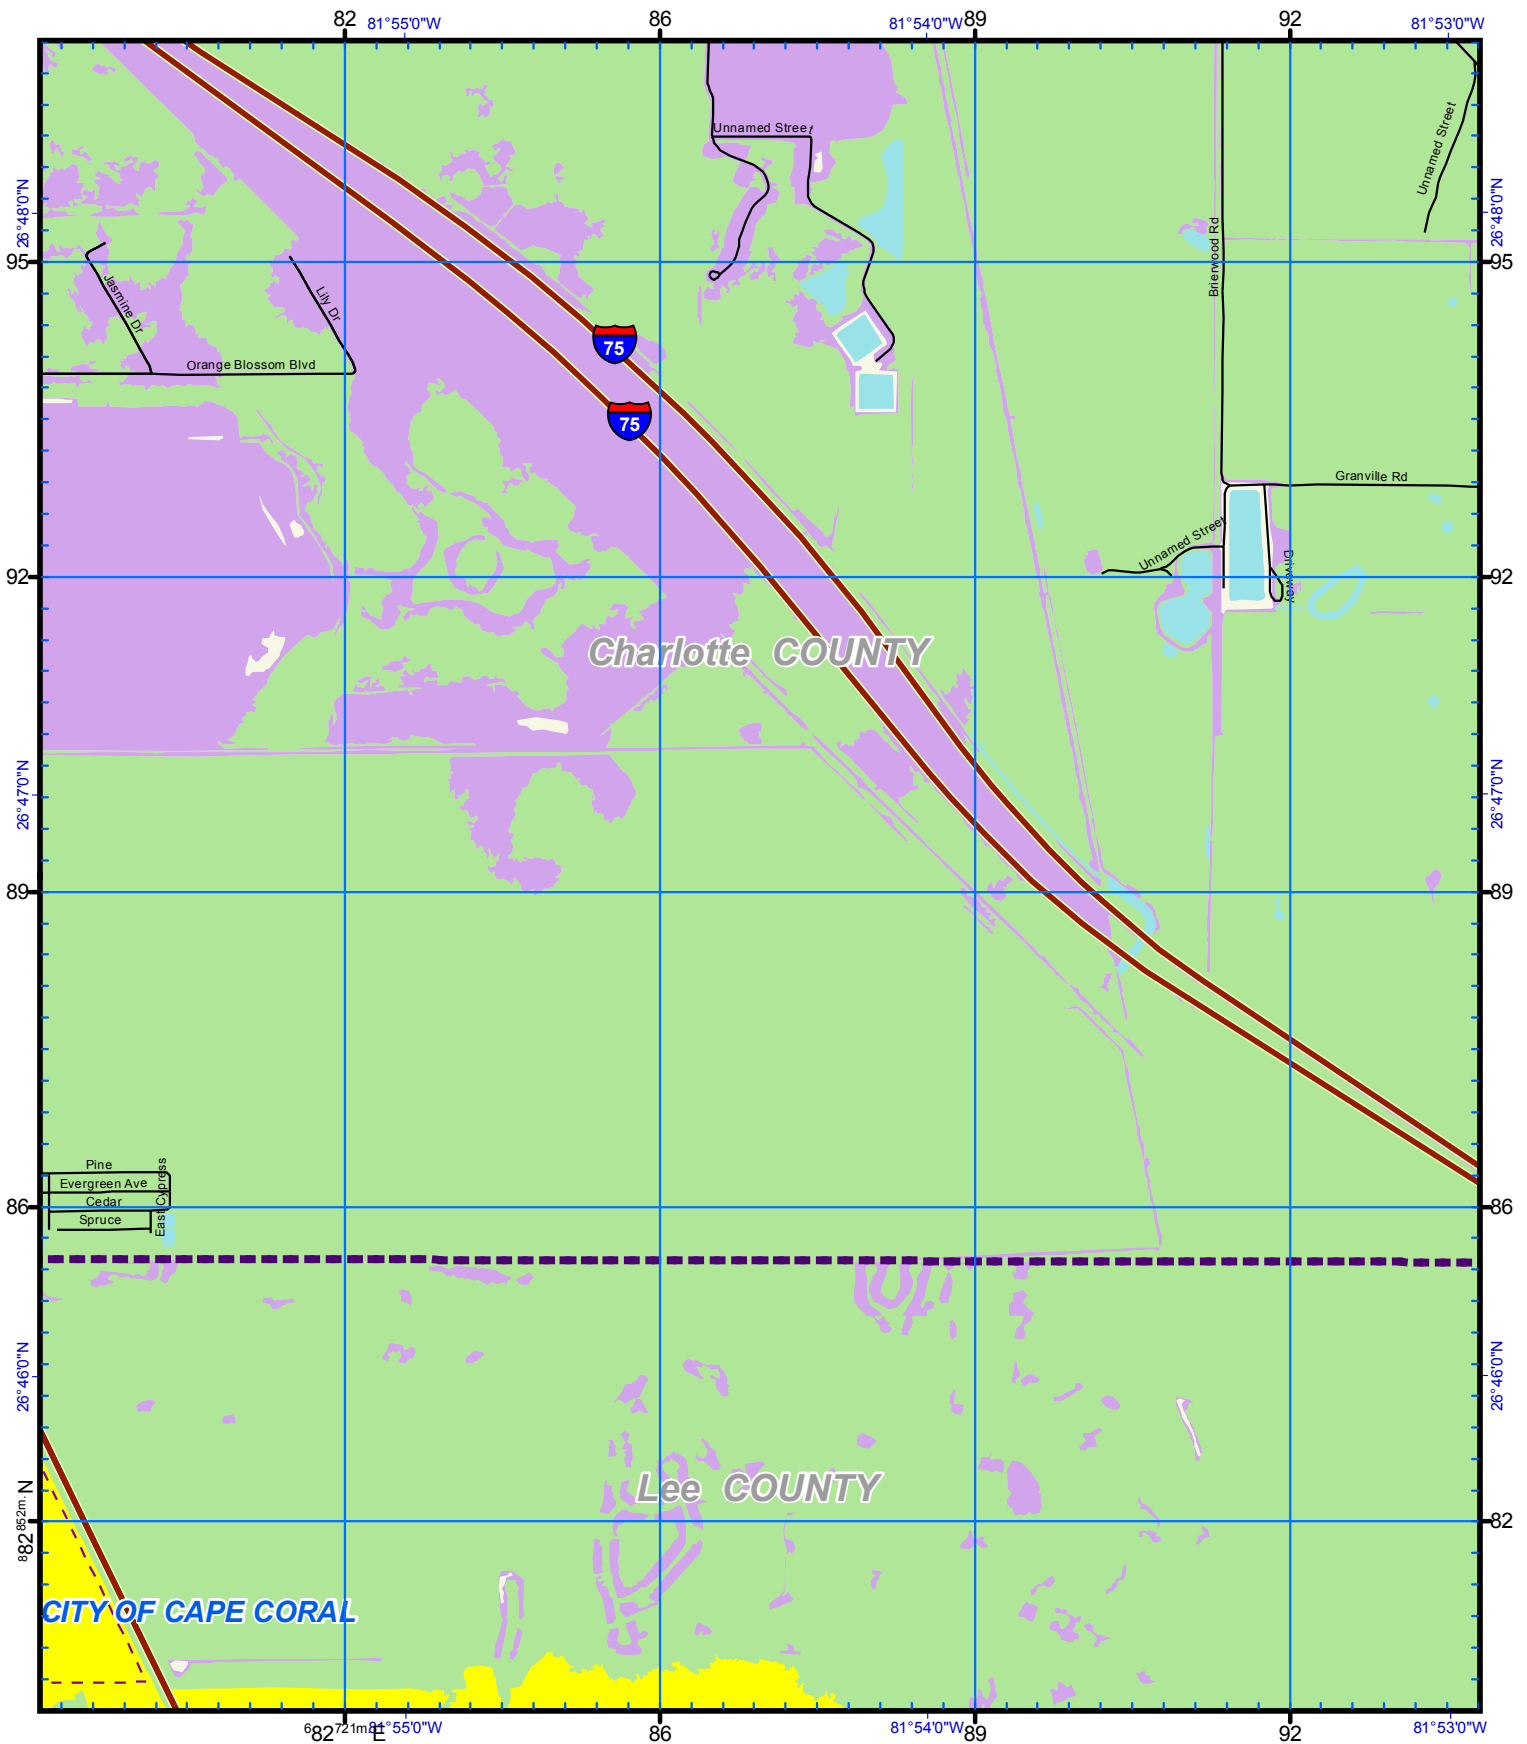 82 81°55'0"W 86 81°54'0"W 89 92 81°53'0"W
Unnamed Street
Unnamed Street
26°48'0"N
26°48'0"N
Brierwood Rd
95
95
Jasmine Dr
Lily Dr
75
Orange Blossom Blvd
75
Granville Rd
Unnamed Street
Driveway
92
92
Charlotte COUNTY
26°47'0"N
26°47'0"N
89
89
Pine
Evergreen Ave
Cedar
Spruce
East Cypress
86
86
26°46'0"N
26°46'0"N
Lee COUNTY
882852m. N
82
CITY OF CAPE CORAL
682721m. E 81°55'0"W 86 81°54'0"W 89 92 81°53'0"W